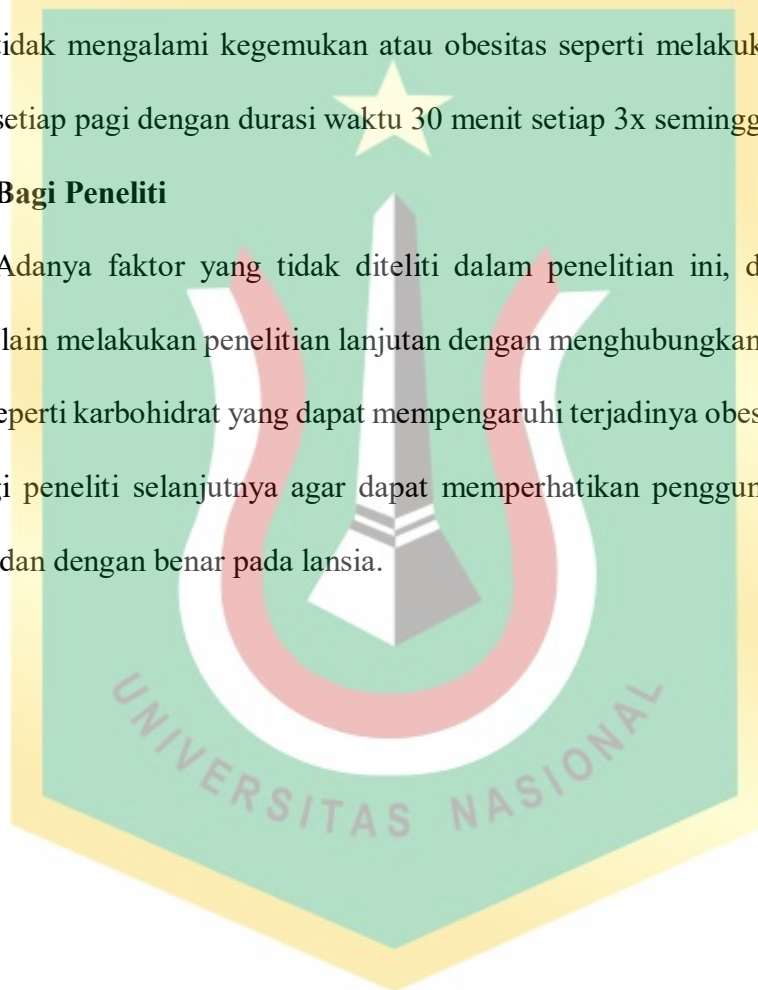 tidak mengalami kegemukan atau obesitas seperti melakuk
setiap pagi dengan durasi waktu 30 menit setiap 3x seming
Bagi Peneliti
Adanya faktor yang tidak diteliti dalam penelitian ini, d
lain melakukan penelitian lanjutan dengan menghubungkan
eperti karbohidrat yang dapat mempengaruhi terjadinya obes
i peneliti selanjutnya agar dapat memperhatikan penggun
dan dengan benar pada lansia.
UNIVERSITAS NASIONAL